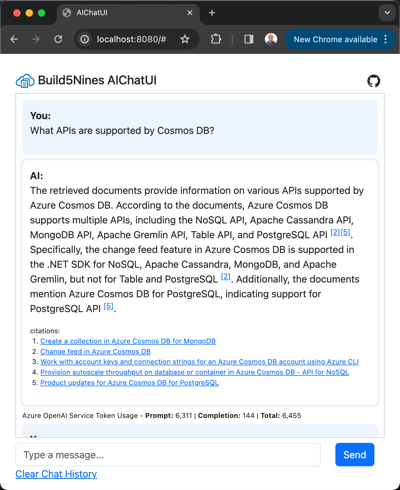 AIChatUI
localhost:8080/#
New Chrome available
Build5Nines AIChatUI
You:
What APIs are supported by Cosmos DB?
AI:
The retrieved documents provide information on various APIs supported by
Azure Cosmos DB. According to the documents, Azure Cosmos DB
supports multiple APIs, including the NoSQL API, Apache Cassandra API,
MongoDB API, Apache Gremlin API, Table API, and PostgreSQL API [2][5].
Specifically, the change feed feature in Azure Cosmos DB is supported in
the .NET SDK for NoSQL, Apache Cassandra, MongoDB, and Apache
Gremlin, but not for Table and PostgreSQL [2]. Additionally, the documents
mention Azure Cosmos DB for PostgreSQL, indicating support for
PostgreSQL API [5].
citations:
1. Create a collection in Azure Cosmos DB for MongoDB
2. Change feed in Azure Cosmos DB
3. Work with account keys and connection strings for an Azure Cosmos DB account using Azure CLI
4. Provision autoscale throughput on database or container in Azure Cosmos DB - API for NoSQL
5. Product updates for Azure Cosmos DB for PostgreSQL
Azure OpenAI Service Token Usage - Prompt: 6,311 | Completion: 144 | Total: 6,455
Type a message...
Send
Clear Chat History